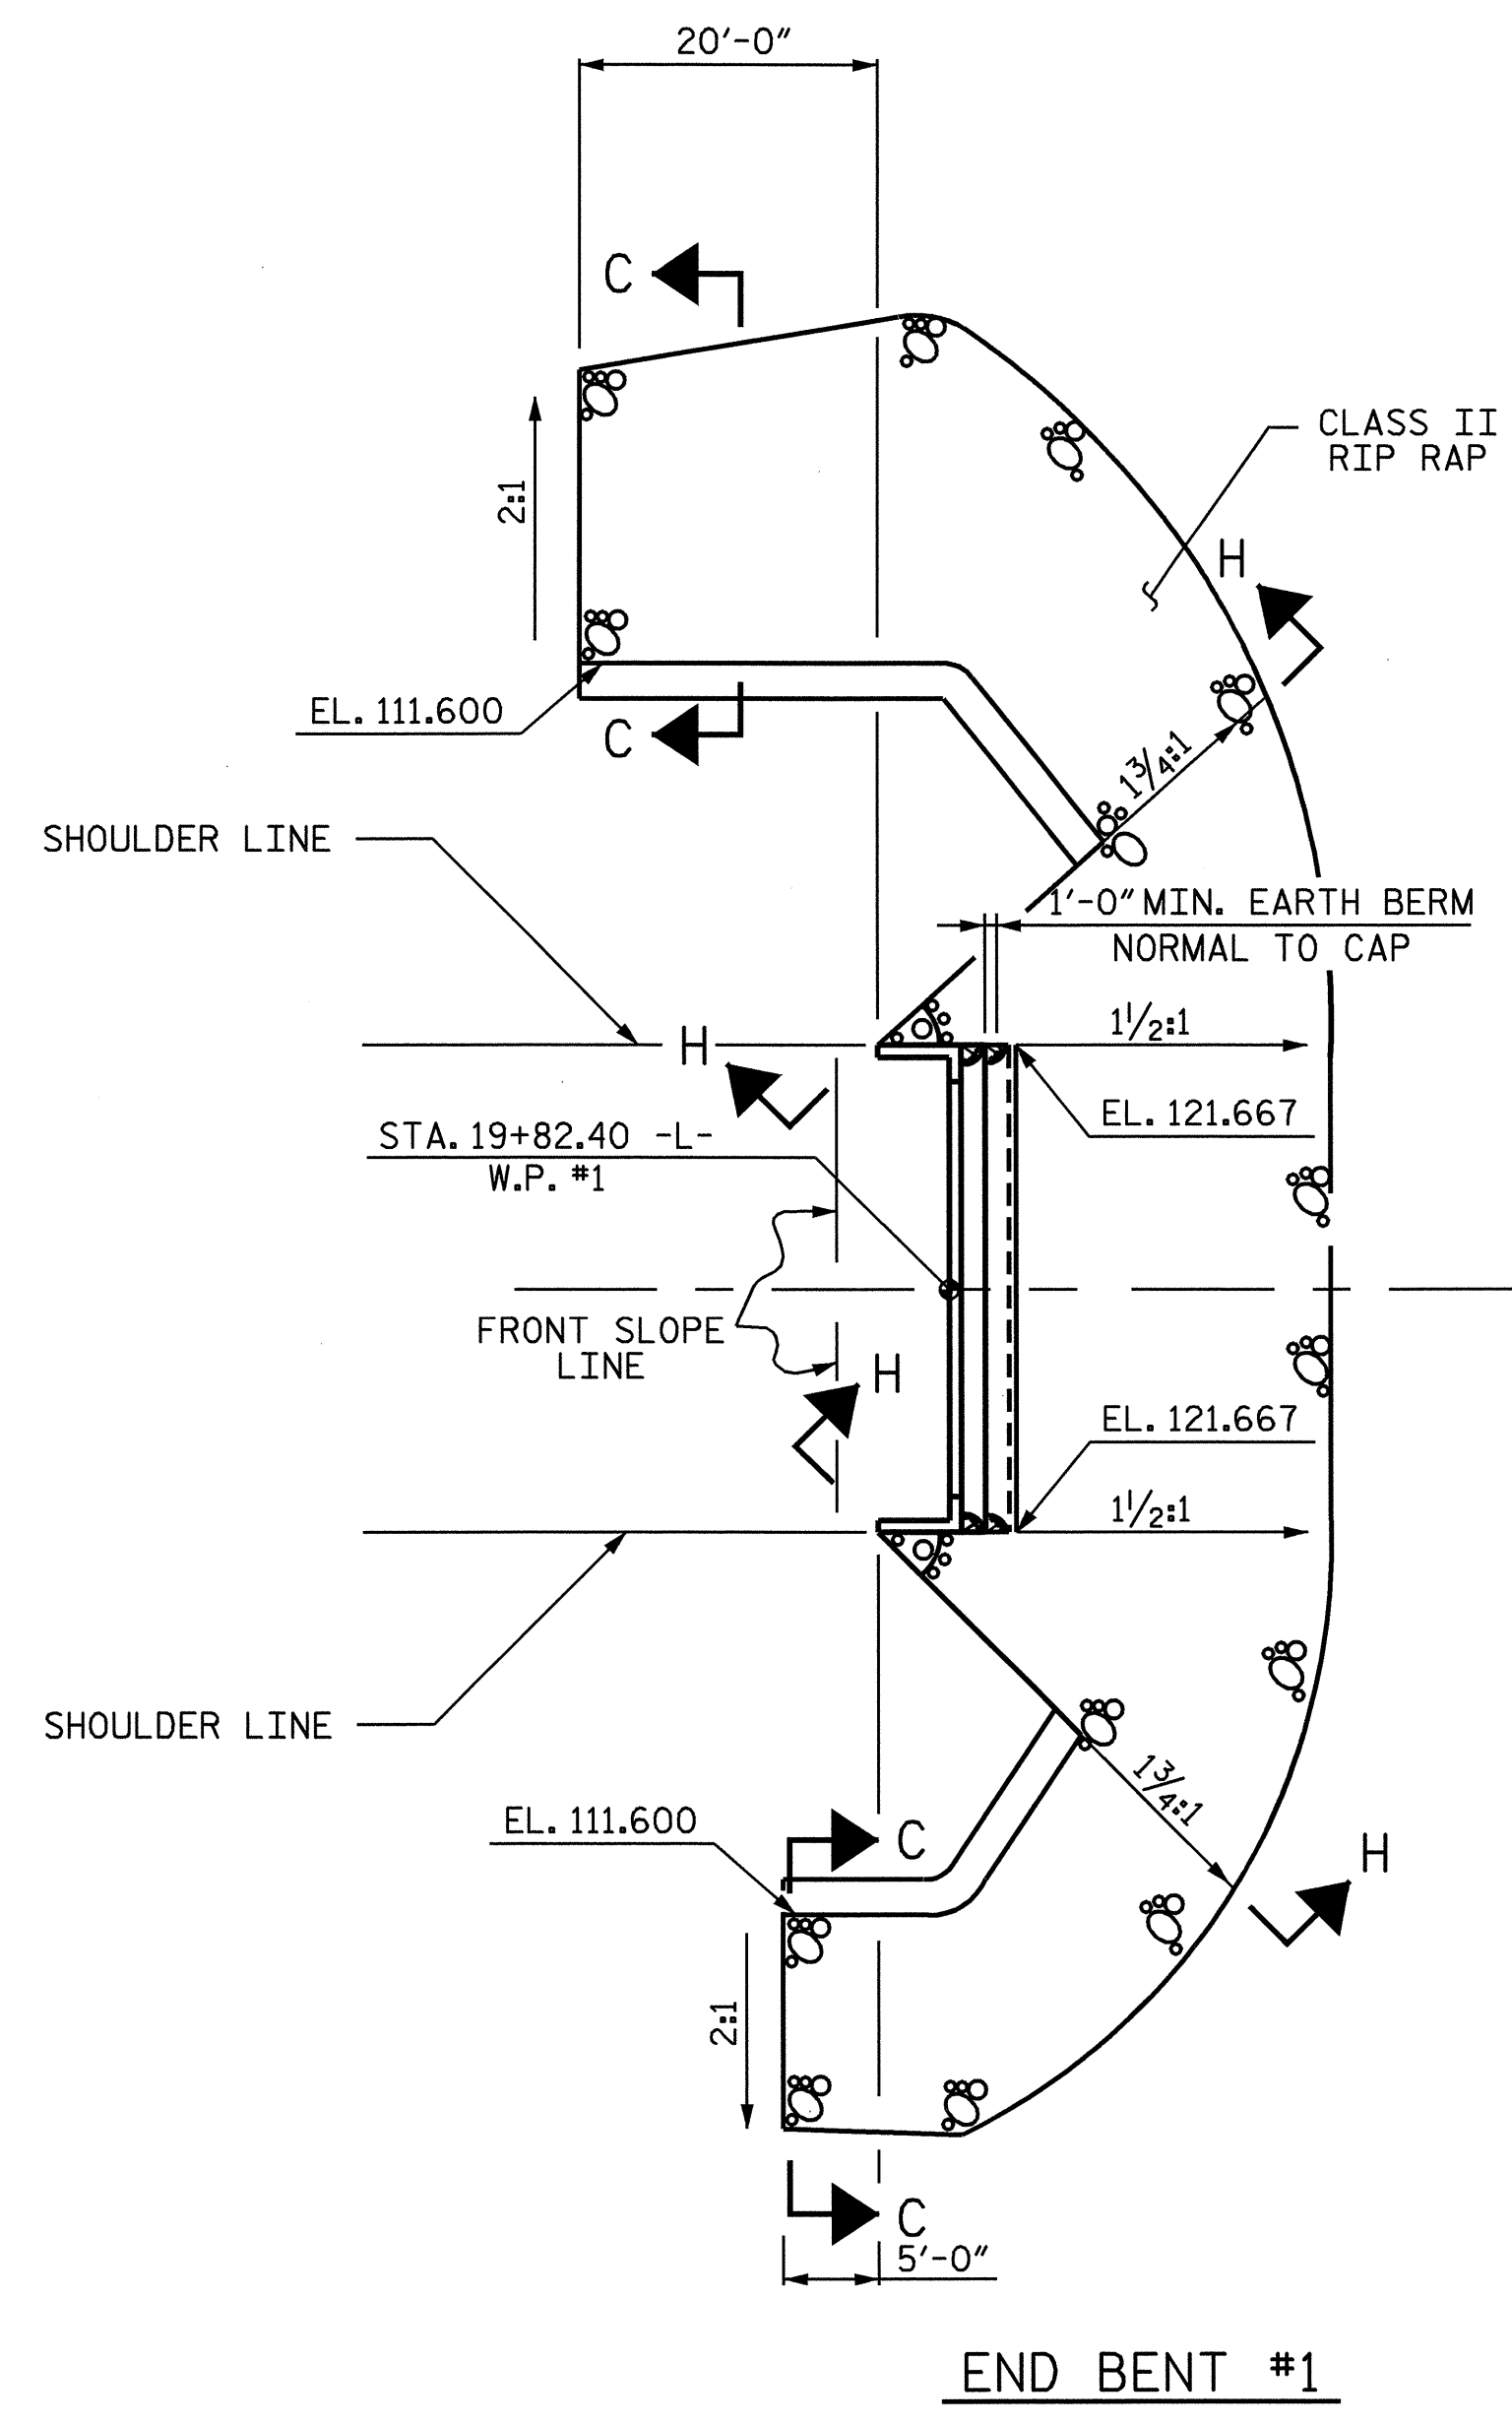 20'-0"
C
CLASS II
RIP RAP
H
2:1
EL. 111.600
C
1 3/4:1
SHOULDER LINE
1'-0" MIN. EARTH BERM
NORMAL TO CAP
1 1/2:1
H
EL. 121.667
STA. 19+82.40 -L-
W.P. #1
FRONT SLOPE
LINE
H
EL. 121.667
1 1/2:1
SHOULDER LINE
1 3/4:1
EL. 111.600
C
H
2:1
C
5'-0"
END BENT #1